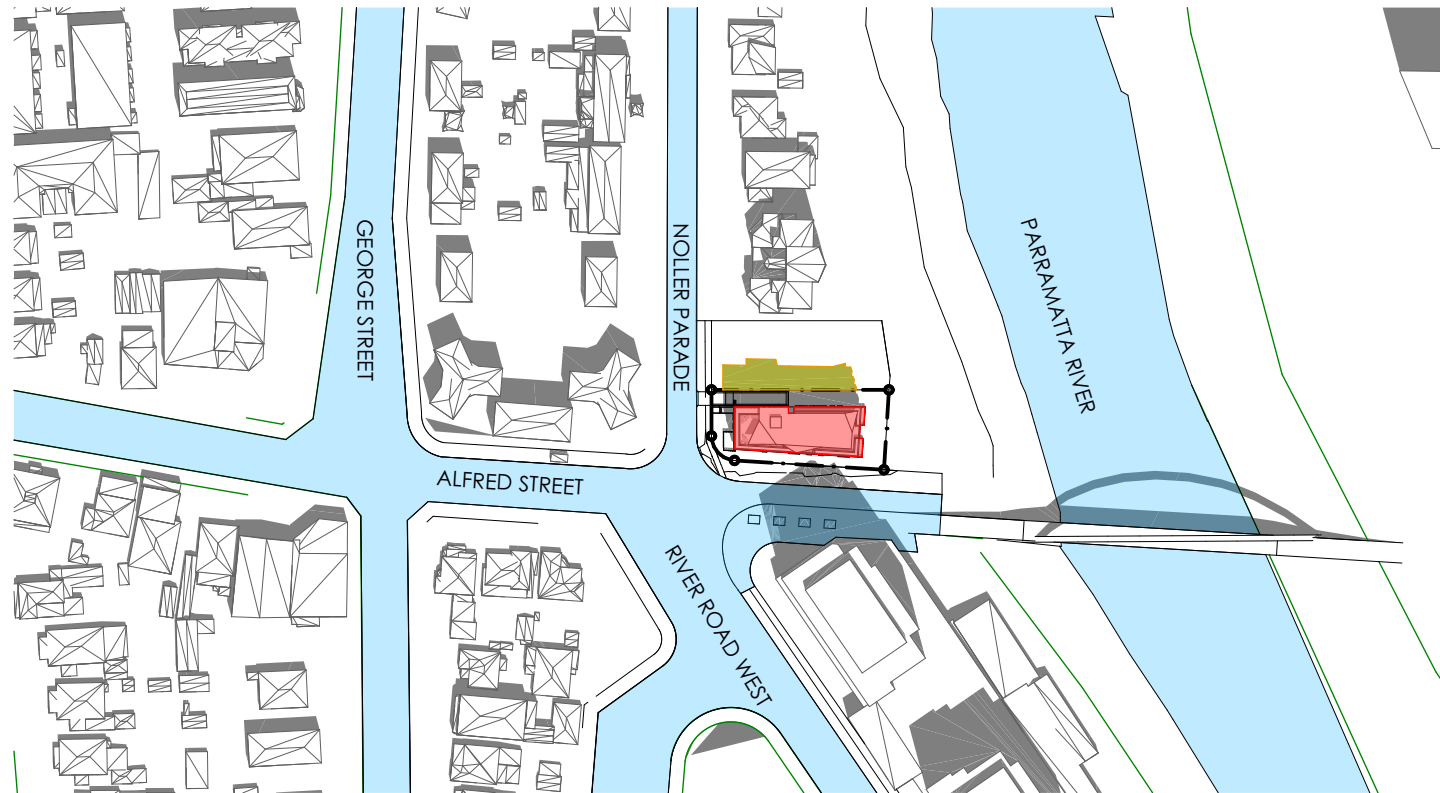 GEORGE STREET
NOLLER PARADE
PARRAMATTA RIVER
ALFRED STREET
RIVER ROAD WEST